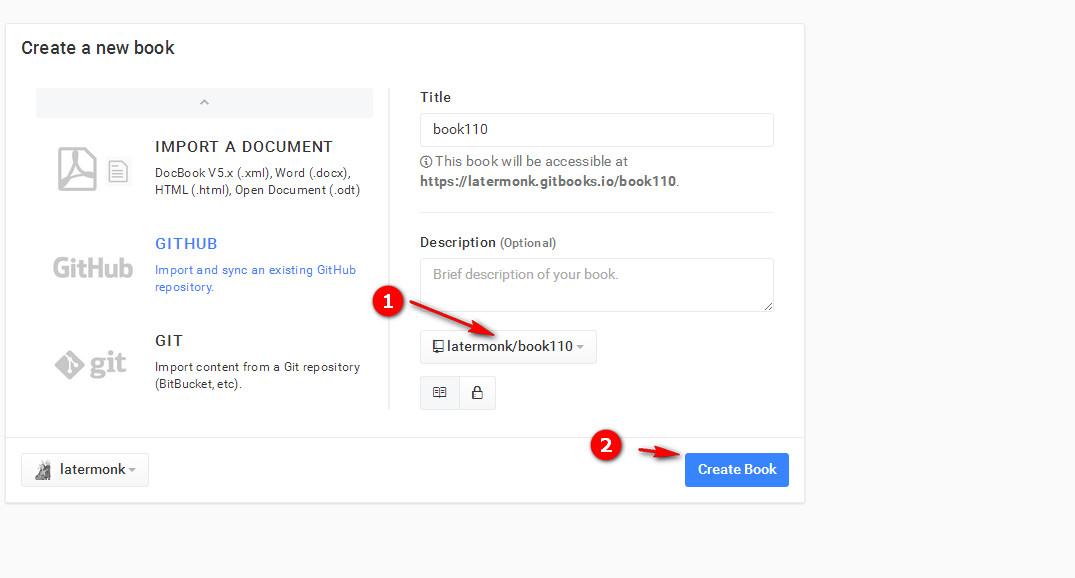 Create a new book
IMPORT A DOCUMENT
DocBook V5.x (.xml), Word (.docx),
HTML (.html), Open Document (.odt)
GitHub
GITHUB
Import and sync an existing GitHub
repository.
git
GIT
Import content from a Git repository
(BitBucket, etc).
Title
book110
This book will be accessible at
https://latermonk.gitbooks.io/book110.
Description (Optional)
Brief description of your book.
1
latermonk/book110
2
latermonk
Create Book